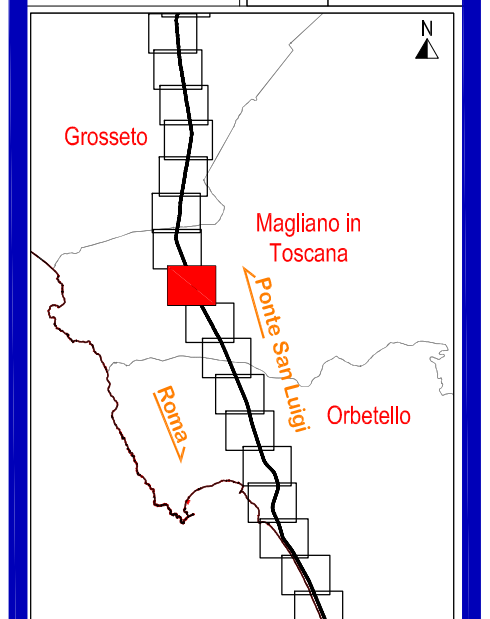 N
Grosseto
Magliano in
Toscana
Ponte San Luigi
Roma
Orbetello